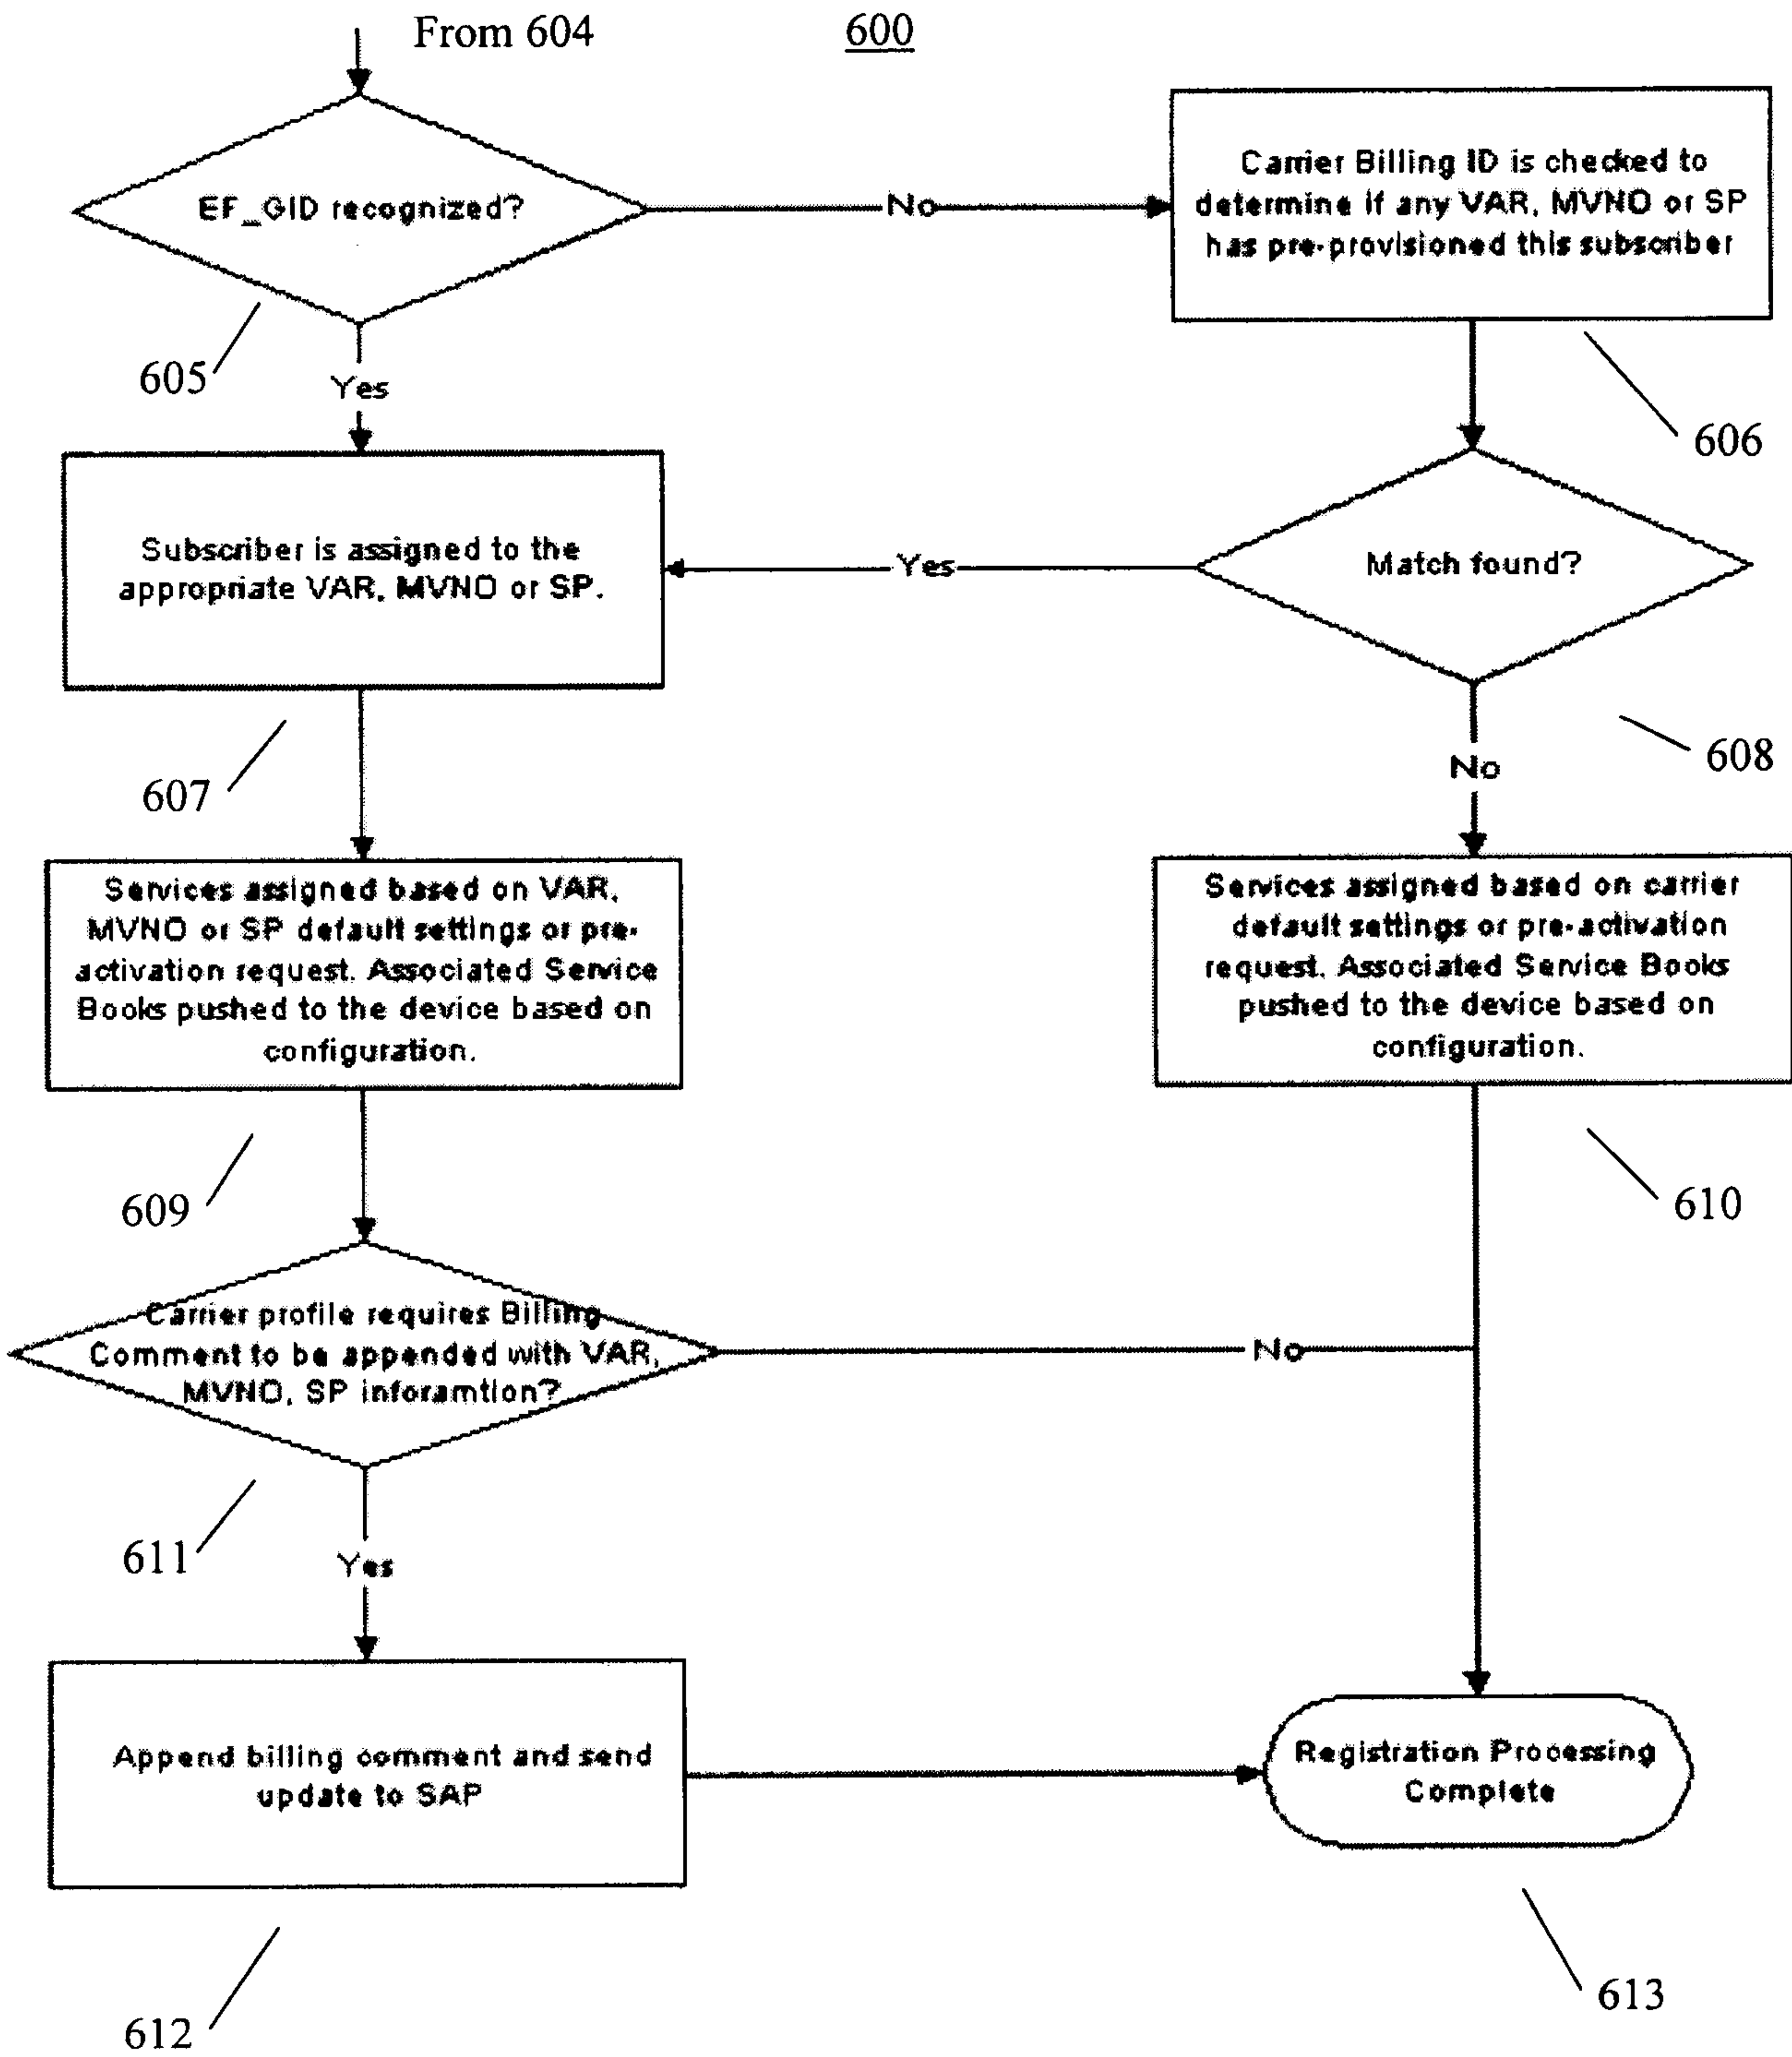 From 604
600
EF_GID recognized?
No
Carrier Billing ID is checked to
determine if any VAR, MVNO or SP
has pre-provisioned this subscriber
605
Yes
606
Subscriber is assigned to the
appropriate VAR, MVNO or SP.
Yes
Match found?
607
608
No
Services assigned based on VAR,
MVNO or SP default settings or pre-
activation request. Associated Service
Books pushed to the device based on
configuration.
Services assigned based on carrier
default settings or pre-activation
request. Associated Service Books
pushed to the device based on
configuration.
609
610
Carrier profile requires Billing
Comment to be appended with VAR,
MVNO, SP inforamtion?
No
611
Yes
Append billing comment and send
update to SAP
Registration Processing
Complete
612
613